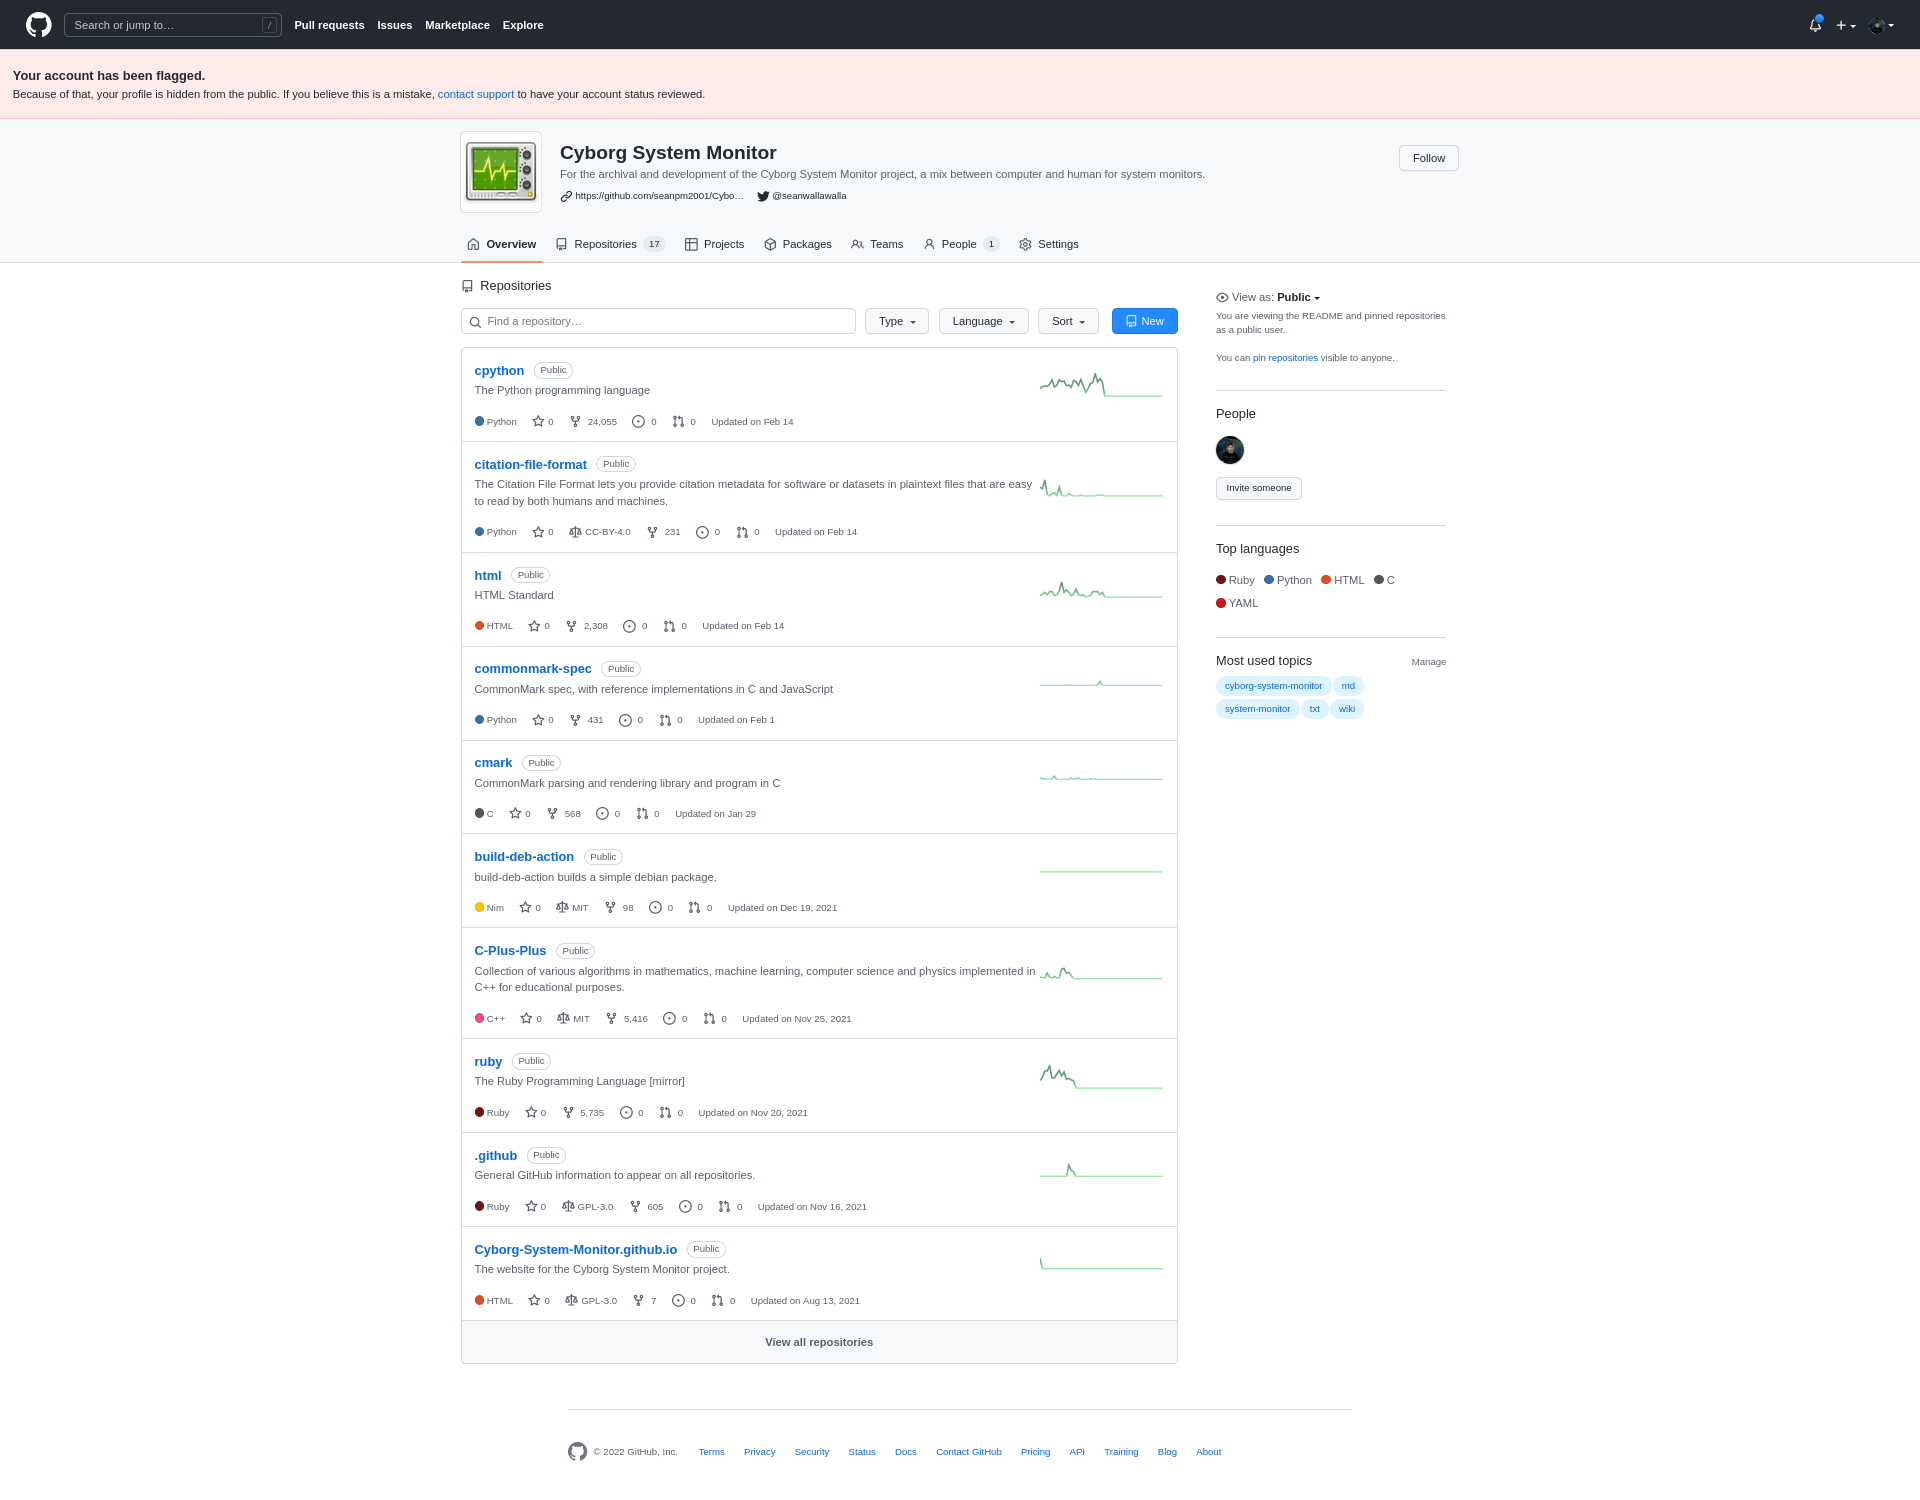 Search or jump to…
/
Pull requests
Issues
Marketplace
Explore
Your account has been flagged.
Because of that, your profile is hidden from the public. If you believe this is a mistake, contact support to have your account status reviewed.
Cyborg System Monitor
Follow
For the archival and development of the Cyborg System Monitor project, a mix between computer and human for system monitors.
https://github.com/seanpm2001/Cybo…
@seanwallawalla
Overview
Repositories 17
Projects
Packages
Teams
People 1
Settings
Repositories
Find a repository…
Type
Language
Sort
New
cpython Public
The Python programming language
Python 0 24,055 0 0 Updated on Feb 14
citation-file-format Public
The Citation File Format lets you provide citation metadata for software or datasets in plaintext files that are easy
to read by both humans and machines.
Python 0 CC-BY-4.0 231 0 0 Updated on Feb 14
html Public
HTML Standard
HTML 0 2,308 0 0 Updated on Feb 14
commonmark-spec Public
CommonMark spec, with reference implementations in C and JavaScript
Python 0 431 0 0 Updated on Feb 1
cmark Public
CommonMark parsing and rendering library and program in C
C 0 568 0 0 Updated on Jan 29
build-deb-action Public
build-deb-action builds a simple debian package.
Nim 0 MIT 98 0 0 Updated on Dec 19, 2021
C-Plus-Plus Public
Collection of various algorithms in mathematics, machine learning, computer science and physics implemented in
C++ for educational purposes.
C++ 0 MIT 5,416 0 0 Updated on Nov 25, 2021
ruby Public
The Ruby Programming Language [mirror]
Ruby 0 5,735 0 0 Updated on Nov 20, 2021
.github Public
General GitHub information to appear on all repositories.
Ruby 0 GPL-3.0 605 0 0 Updated on Nov 16, 2021
Cyborg-System-Monitor.github.io Public
The website for the Cyborg System Monitor project.
HTML 0 GPL-3.0 7 0 0 Updated on Aug 13, 2021
View all repositories
View as: Public
You are viewing the README and pinned repositories
as a public user.
You can pin repositories visible to anyone.
People
Invite someone
Top languages
Ruby Python HTML C
YAML
Most used topics
Manage
cyborg-system-monitor md
system-monitor txt wiki
© 2022 GitHub, Inc.
Terms
Privacy
Security
Status
Docs
Contact GitHub
Pricing
API
Training
Blog
About